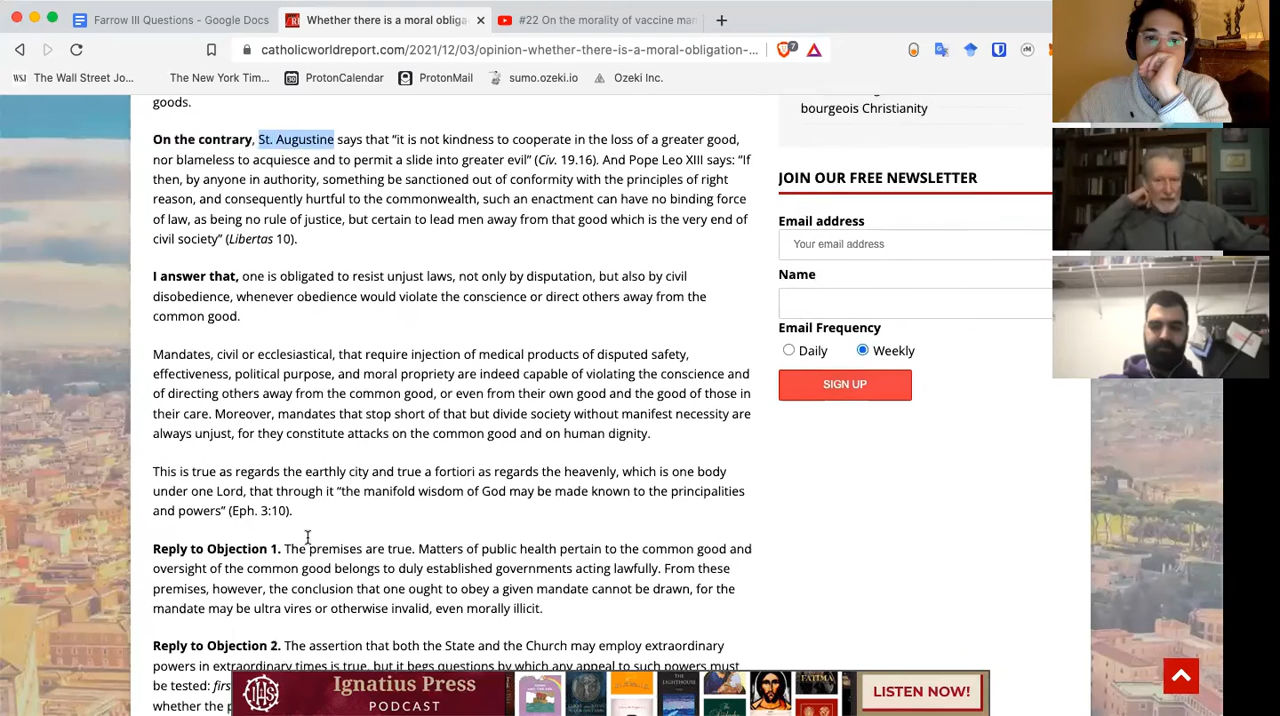 Farrow III Questions – Google Docs
Whether there is a moral obliga
#22 On the morality of vaccine man
catholicworldreport.com/2021/12/03/opinion-whether-there-is-a-moral-obligation-...
7
WSJ The Wall Street Jo...
The New York Tim...
ProtonCalendar
ProtonMail
sumo.ozeki.io
Ozeki Inc.
goods.
On the contrary, St. Augustine says that "it is not kindness to cooperate in the loss of a greater good,
nor blameless to acquiesce and to permit a slide into greater evil" (Civ. 19.16). And Pope Leo XIII says: "If
then, by anyone in authority, something be sanctioned out of conformity with the principles of right
reason, and consequently hurtful to the commonwealth, such an enactment can have no binding force
of law, as being no rule of justice, but certain to lead men away from that good which is the very end of
civil society" (Libertas 10).
I answer that, one is obligated to resist unjust laws, not only by disputation, but also by civil
disobedience, whenever obedience would violate the conscience or direct others away from the
common good.
Mandates, civil or ecclesiastical, that require injection of medical products of disputed safety,
effectiveness, political purpose, and moral propriety are indeed capable of violating the conscience and
of directing others away from the common good, or even from their own good and the good of those in
their care. Moreover, mandates that stop short of that but divide society without manifest necessity are
always unjust, for they constitute attacks on the common good and on human dignity.
This is true as regards the earthly city and true a fortiori as regards the heavenly, which is one body
under one Lord, that through it "the manifold wisdom of God may be made known to the principalities
and powers" (Eph. 3:10).
Reply to Objection 1. The premises are true. Matters of public health pertain to the common good and
oversight of the common good belongs to duly established governments acting lawfully. From these
premises, however, the conclusion that one ought to obey a given mandate cannot be drawn, for the
mandate may be ultra vires or otherwise invalid, even morally illicit.
Reply to Objection 2. The assertion that both the State and the Church may employ extraordinary
powers in extraordinary times is true, but it begs questions by which any appeal to such powers must
be tested: firs
whether the p
bourgeois Christianity
JOIN OUR FREE NEWSLETTER
Email address
Your email address
Name
Email Frequency
Daily
Weekly
SIGN UP
IHS
Ignatius Press
PODCAST
THE LIGHTHOUSE
FATIMA
LISTEN NOW!